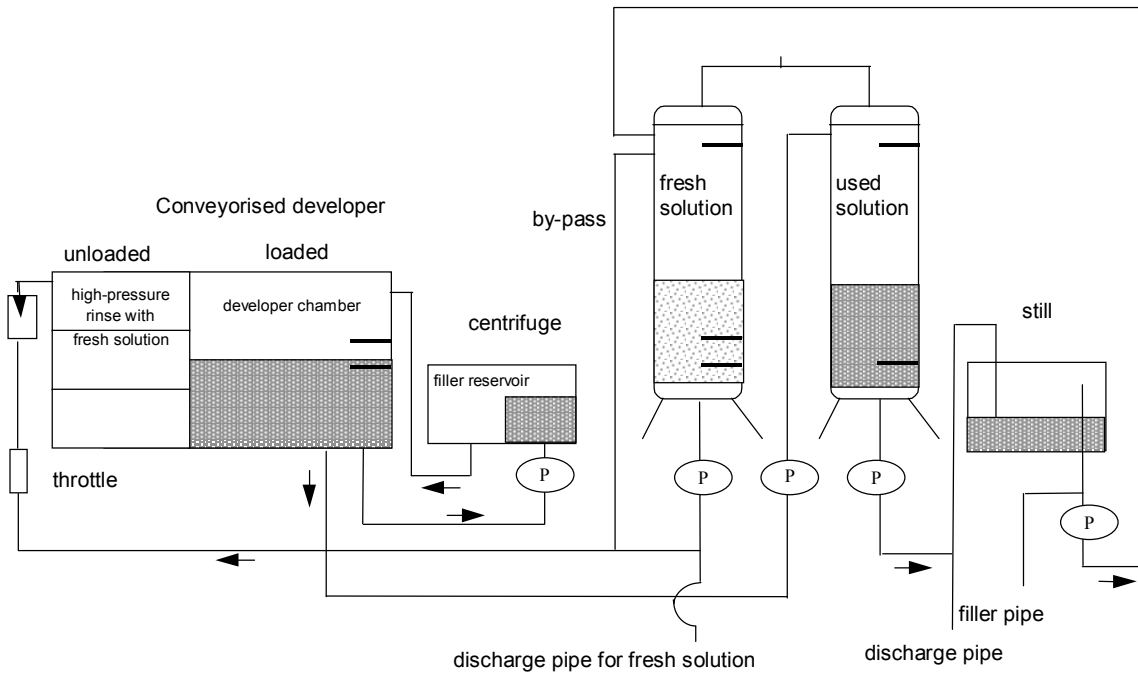 fresh
solution
used
solution
by-pass
Conveyorised developer
unloaded
loaded
high-pressure
rinse with
fresh solution
developer chamber
centrifuge
filler reservoir
still
throttle
P
P
P
P
P
filler pipe
discharge pipe
discharge pipe for fresh solution